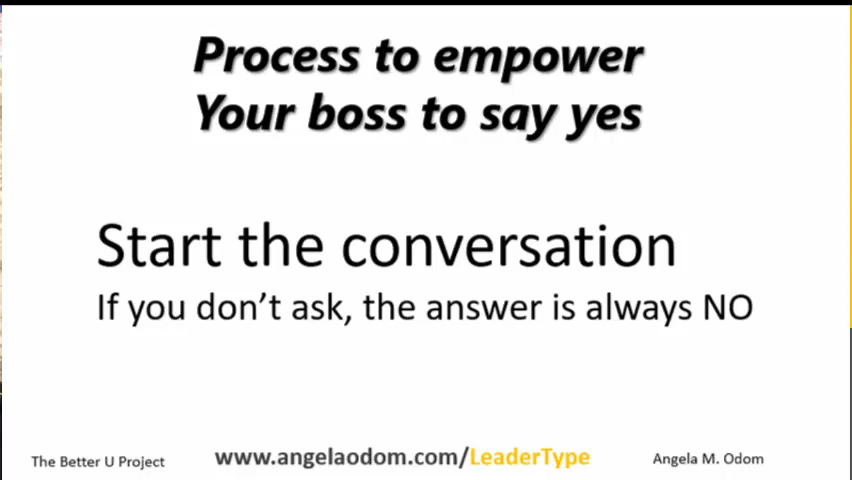 Process to empower
Your boss to say yes
Start the conversation
If you don’t ask, the answer is always NO
The Better U Project
www.angelaodom.com/LeaderType
Angela M. Odom